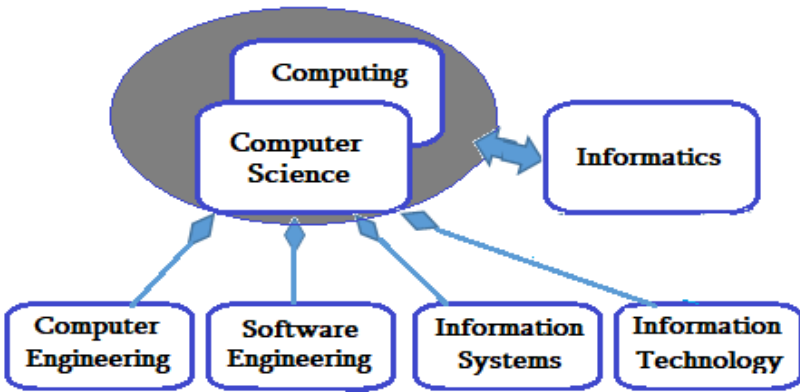 Computing
Computer
Science
Informatics
Computer
Engineering
Software
Engineering
Information
Systems
Information
Technology